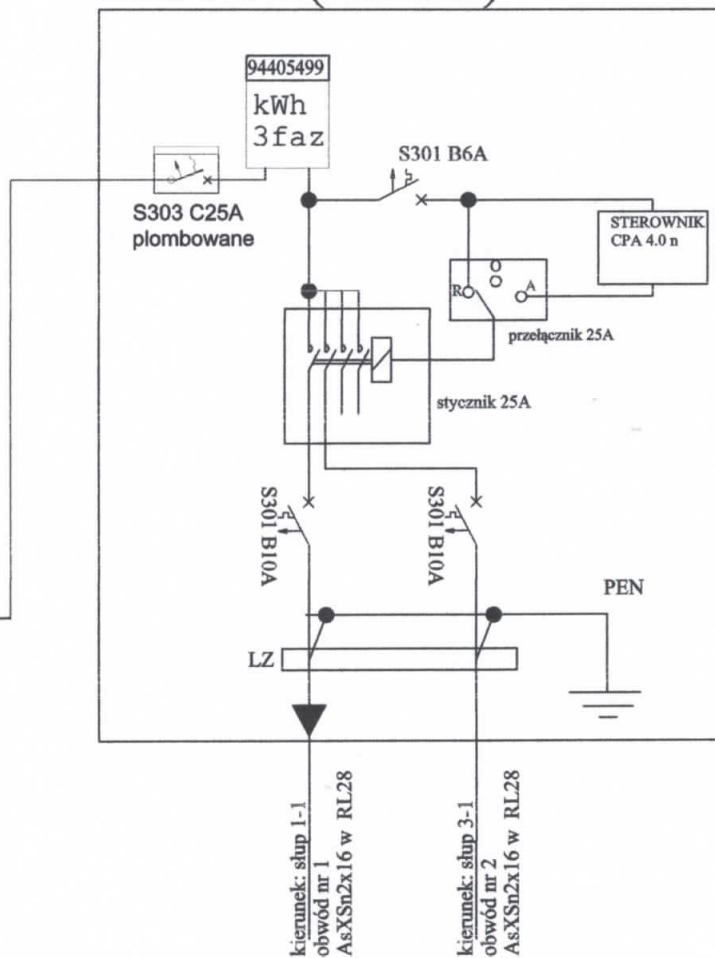 94405499
kWh
3faz
S303 C25A
plombowane
S301 B6A
STEROWNIK
CPA 4.0 n
O
R
A
przełącznik 25A
stycznik 25A
S301 B10A
S301 B10A
PEN
LZ
kierunek: słup 1-1
obwód nr 1
AsXSn2x16 w RL28
kierunek: słup 3-1
obwód nr 2
AsXSn2x16 w RL28